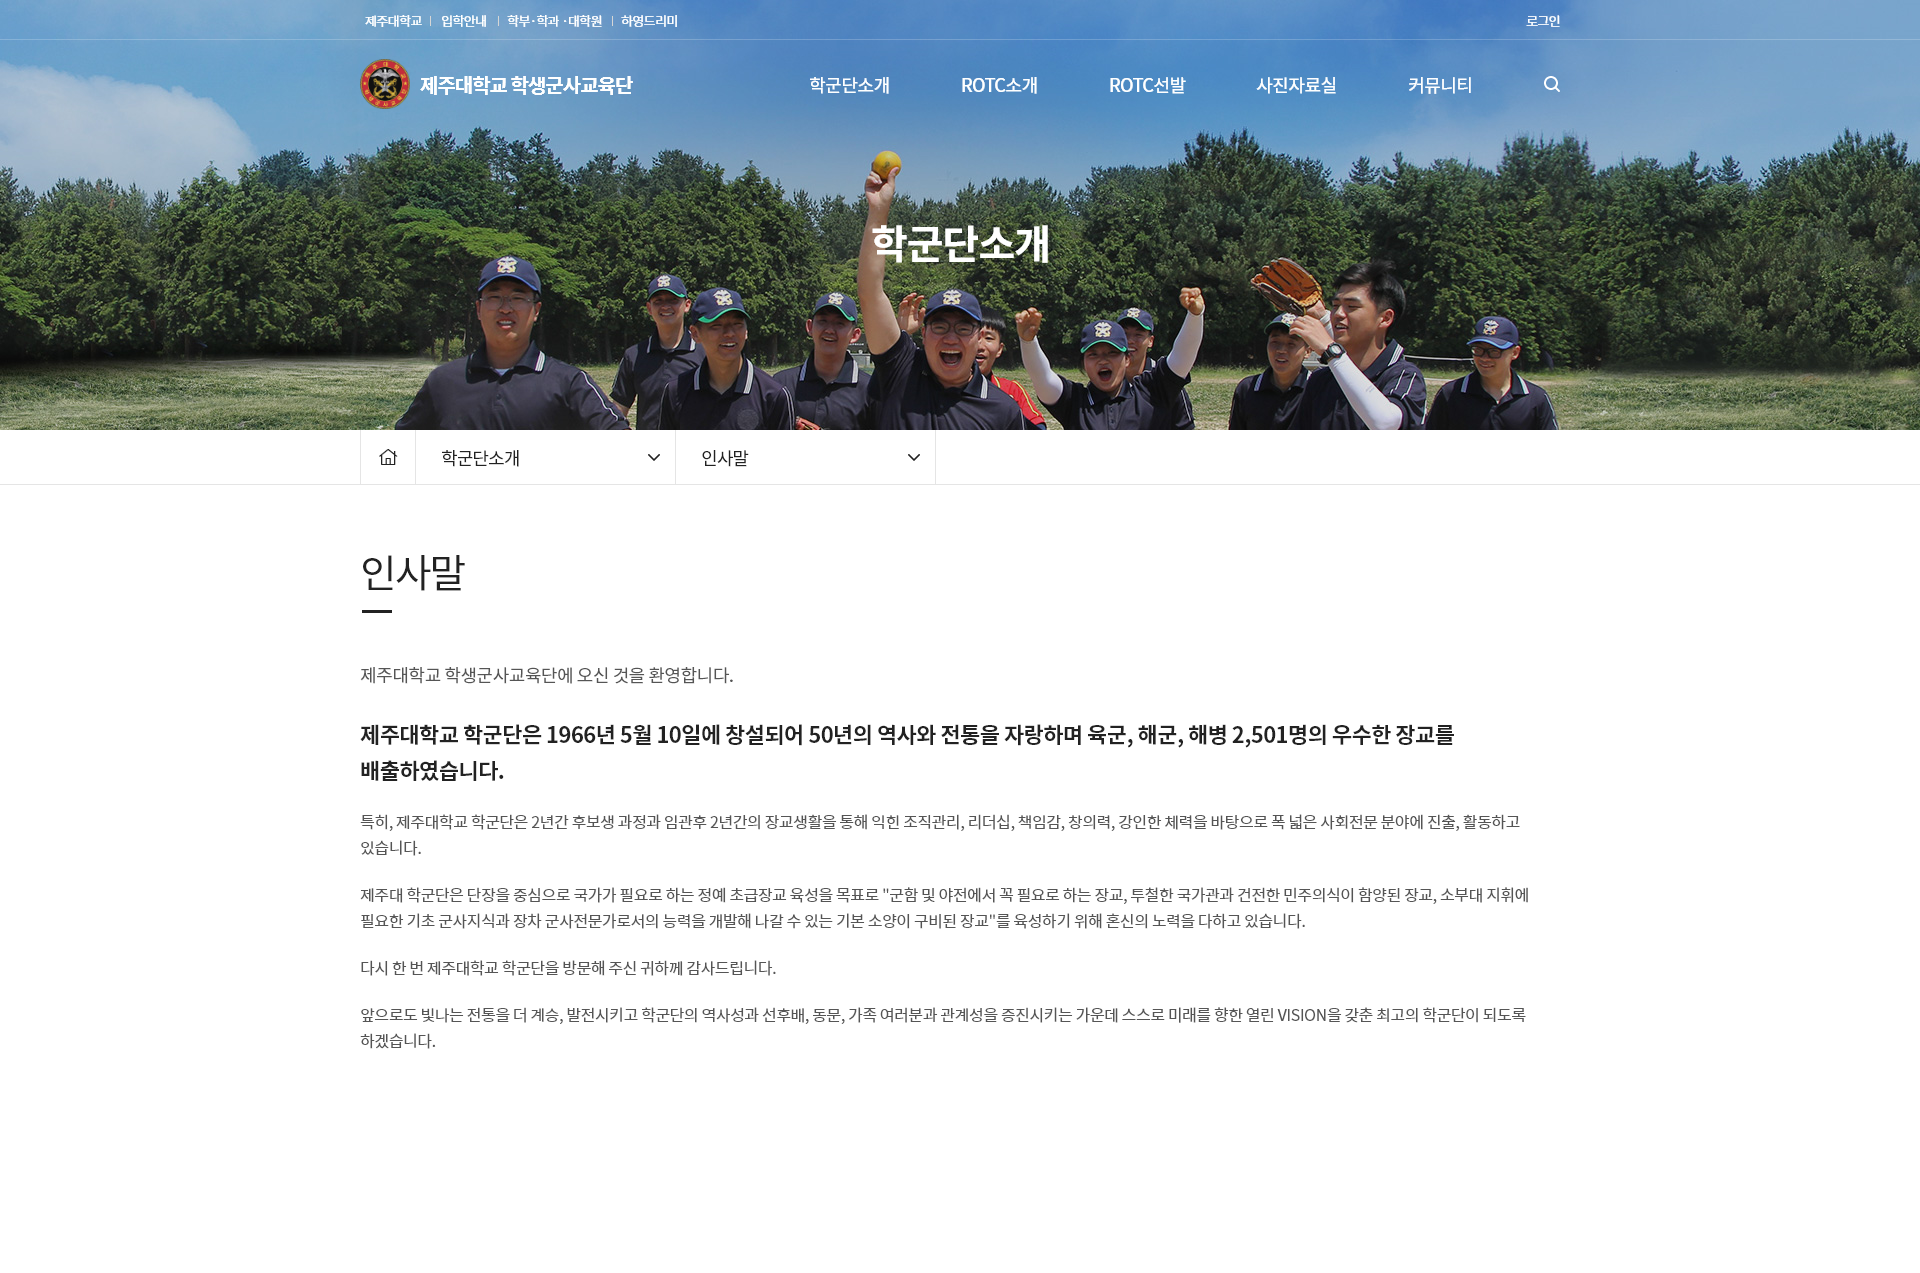 제주대학교 입학안내 학부·학과 ·대학원 하영드리미 로그인
제주대학교 학생군사교육단 학군단소개 ROTC소개 ROTC선발 사진자료실 커뮤니티
학군단소개
학군단소개 인사말
인사말
제주대학교 학생군사교육단에 오신 것을 환영합니다.
제주대학교 학군단은 1966년 5월 10일에 창설되어 50년의 역사와 전통을 자랑하며 육군, 해군, 해병 2,501명의 우수한 장교를
배출하였습니다.
특히, 제주대학교 학군단은 2년간 후보생 과정과 임관후 2년간의 장교생활을 통해 익힌 조직관리, 리더십, 책임감, 창의력, 강인한 체력을 바탕으로 폭 넓은 사회전문 분야에 진출, 활동하고
있습니다.
제주대 학군단은 단장을 중심으로 국가가 필요로 하는 정예 초급장교 육성을 목표로 "군함 및 야전에서 꼭 필요로 하는 장교, 투철한 국가관과 건전한 민주의식이 함양된 장교, 소부대 지휘에
필요한 기초 군사지식과 장차 군사전문가로서의 능력을 개발해 나갈 수 있는 기본 소양이 구비된 장교"를 육성하기 위해 혼신의 노력을 다하고 있습니다.
다시 한 번 제주대학교 학군단을 방문해 주신 귀하께 감사드립니다.
앞으로도 빛나는 전통을 더 계승, 발전시키고 학군단의 역사성과 선후배, 동문, 가족 여러분과 관계성을 증진시키는 가운데 스스로 미래를 향한 열린 VISION을 갖춘 최고의 학군단이 되도록
하겠습니다.